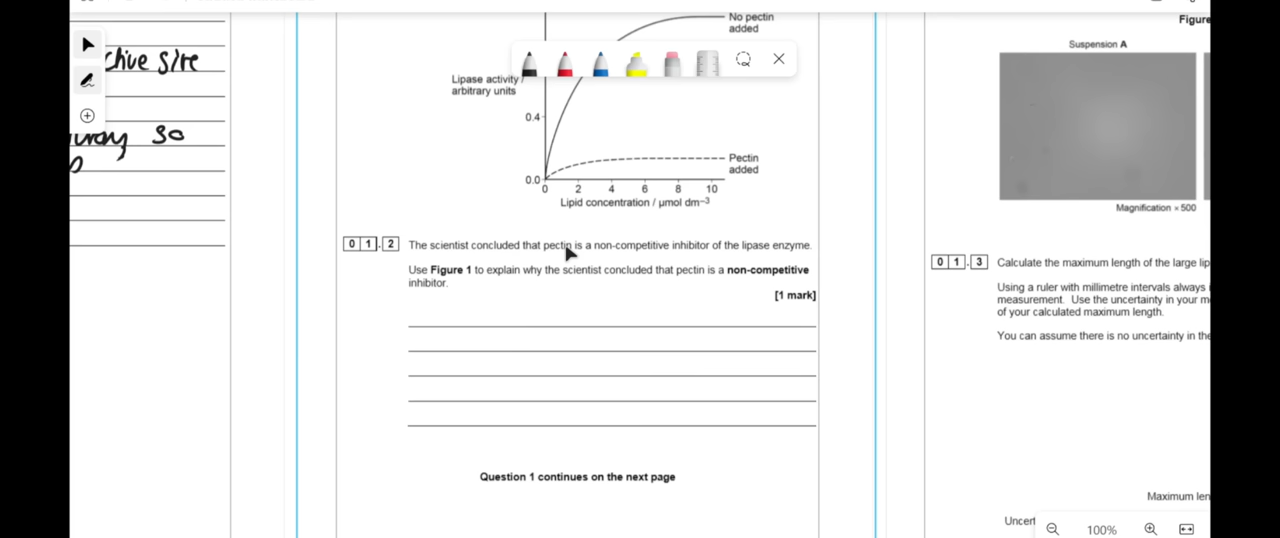 ctive site
away so
No pectin
added
Lipase activity /
arbitrary units
0.4
Pectin
added
0.0
0 2 4 6 8 10
Lipid concentration / µmol dm–3
0 1 . 2 The scientist concluded that pectin is a non-competitive inhibitor of the lipase enzyme.
Use Figure 1 to explain why the scientist concluded that pectin is a non-competitive
inhibitor.
[1 mark]
Question 1 continues on the next page
Figure
Suspension A
Magnification × 500
0 1 . 3 Calculate the maximum length of the large lip
Using a ruler with millimetre intervals always
measurement. Use the uncertainty in your m
of your calculated maximum length.
You can assume there is no uncertainty in the
Maximum len
Uncert
100%